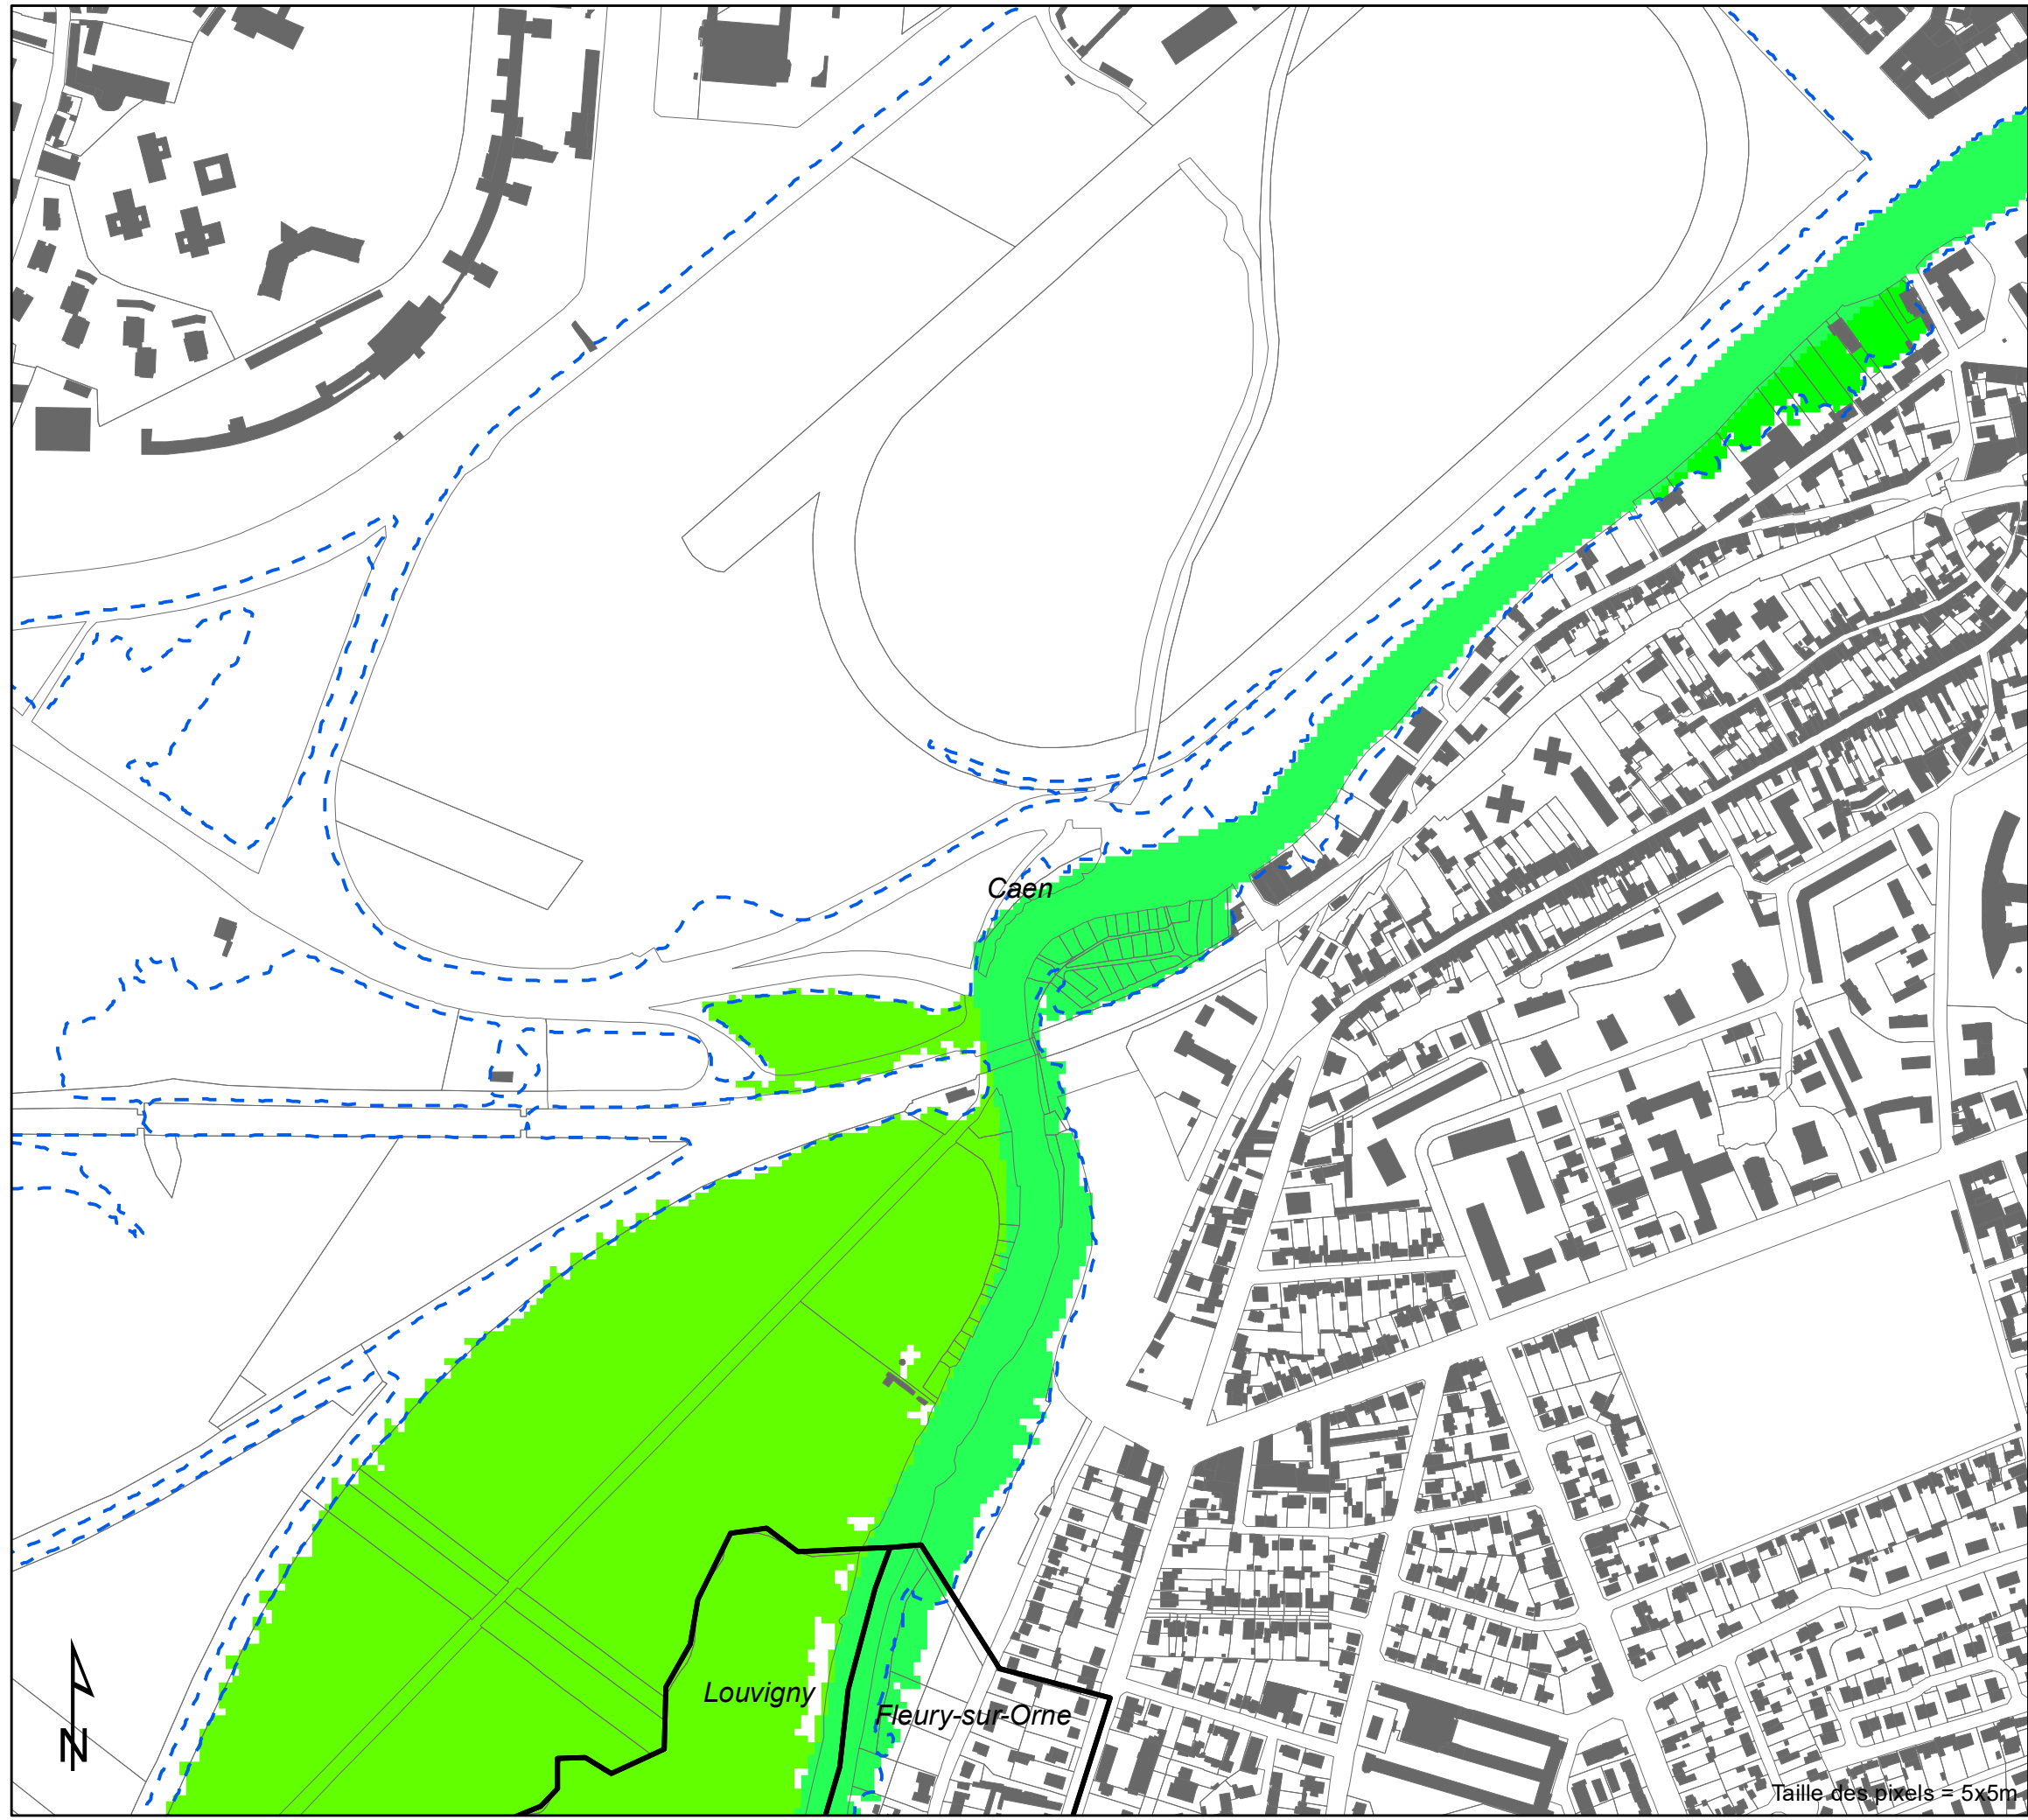 Caen
Louvigny
Fleury-sur-Orne
N
Taille des pixels = 5x5m